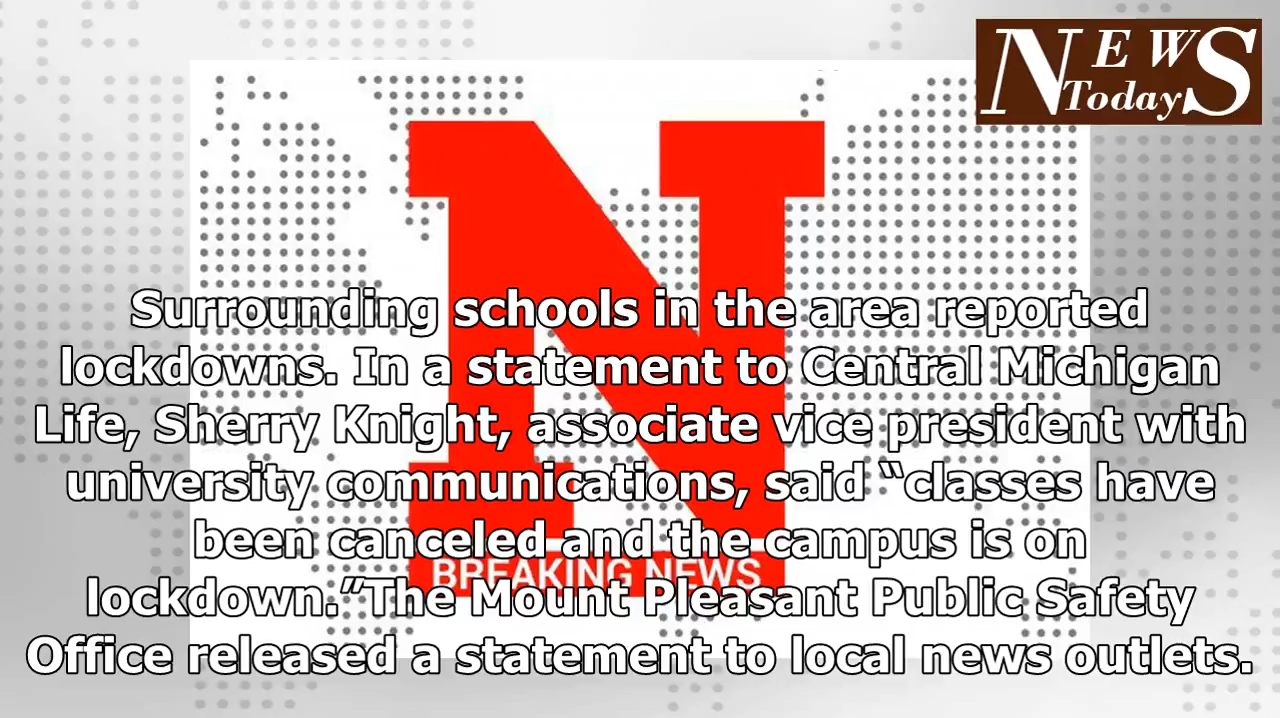 NEWS
Today
Surrounding schools in the area reported
lockdowns. In a statement to Central Michigan
Life, Sherry Knight, associate vice president with
university communications, said “classes have
been canceled and the campus is on
BREAKING NEWS
lockdown.”The Mount Pleasant Public Safety
Office released a statement to local news outlets.